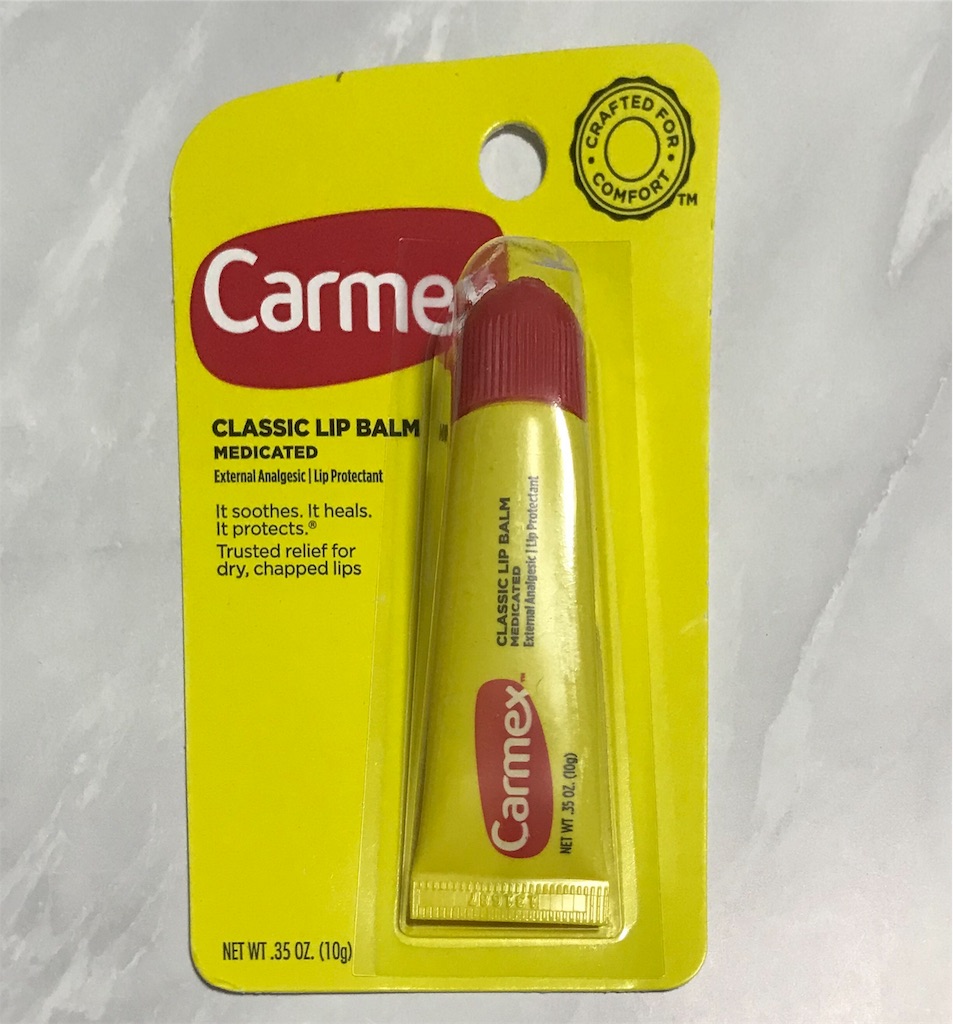 CRAFTED FOR
COMFORT
TM
Carmex
CLASSIC LIP BALM
MEDICATED
External Analgesic | Lip Protectant
It soothes. It heals.
It protects.®
Trusted relief for
dry, chapped lips
NET WT .35 OZ. (10g)
CLASSIC LIP BALM
MEDICATED
External Analgesic | Lip Protectant
Carmex™
NET WT .35 OZ. (10g)